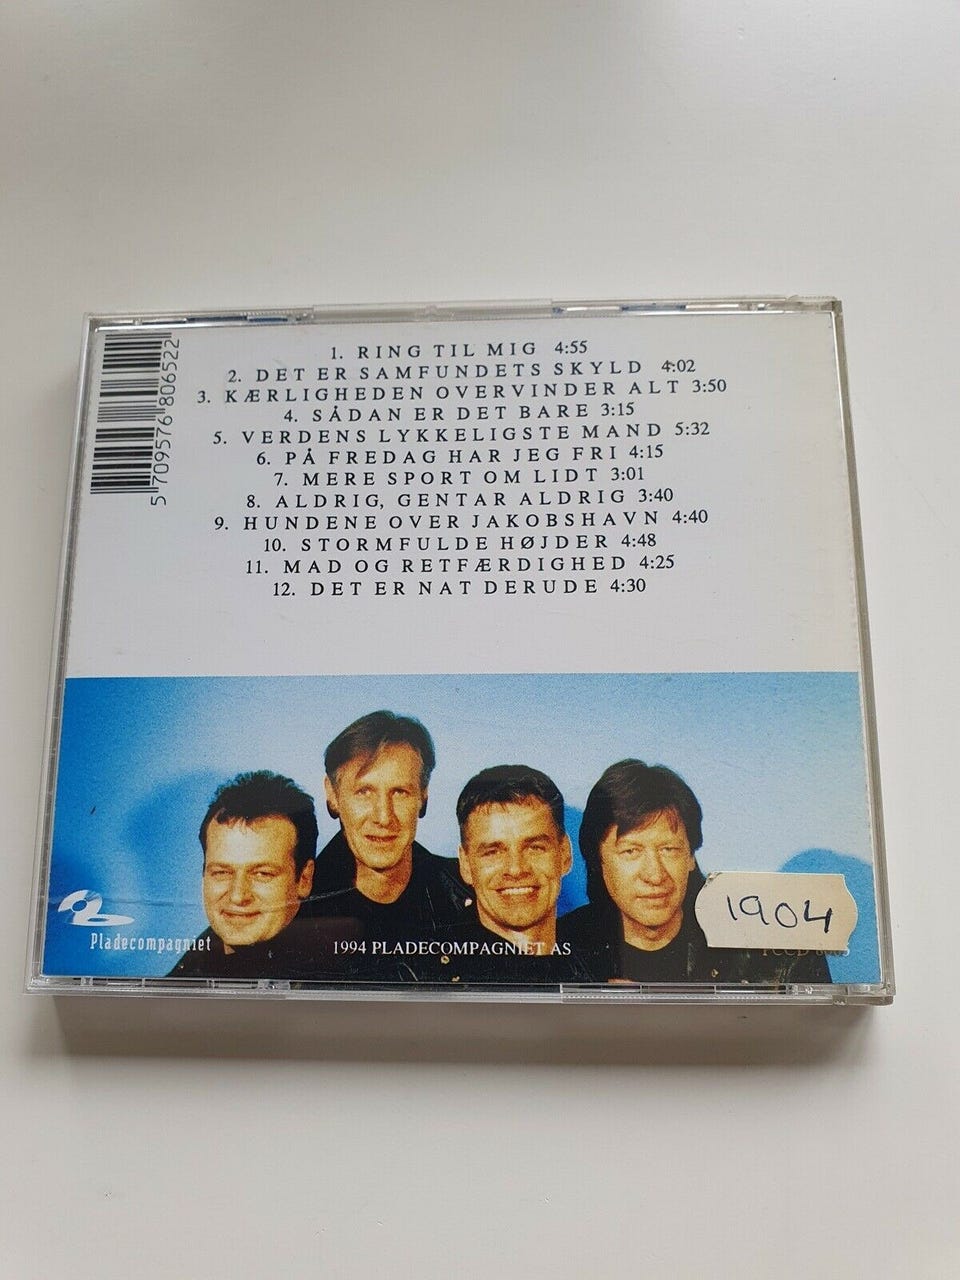 1. RING TIL MIG 4:55
2. DET ER SAMFUNDETS SKYLD 4:02
3. KÆRLIGHEDEN OVERVINDER ALT 3:50
4. SÅDAN ER DET BARE 3:15
5. VERDENS LYKKELIGSTE MAND 5:32
6. PÅ FREDAG HAR JEG FRI 4:15
7. MERE SPORT OM LIDT 3:01
8. ALDRIG, GENTAR ALDRIG 3:40
9. HUNDENE OVER JAKOBSHAVN 4:40
10. STORMFULDE HØJDER 4:48
11. MAD OG RETFÆRDIGHED 4:25
12. DET ER NAT DERUDE 4:30
5 709576 806522
Pladecompagniet
1994 PLADECOMPAGNIET AS
1904